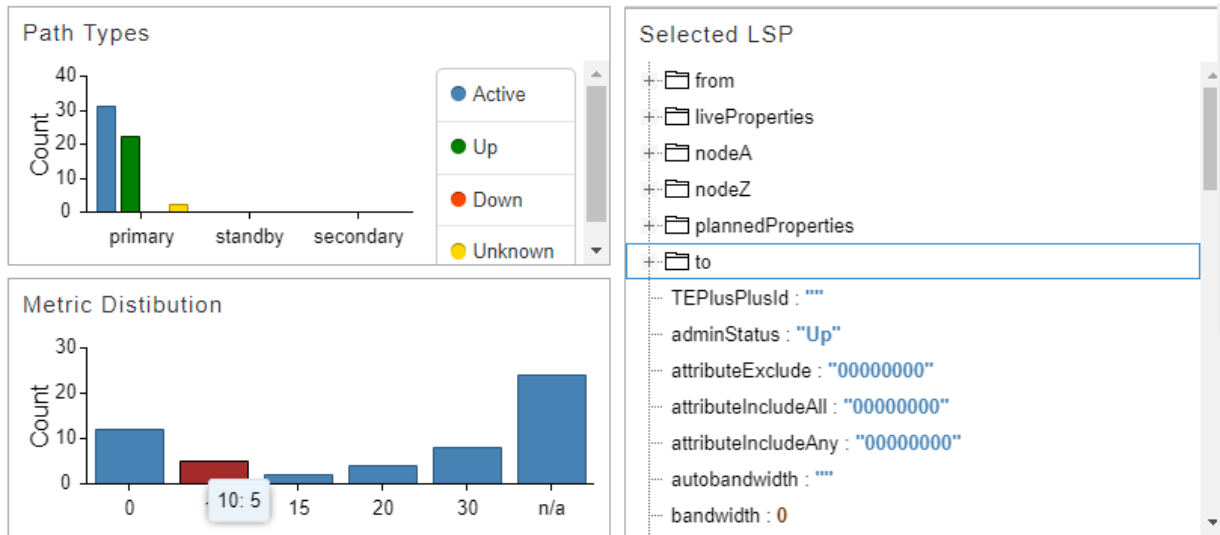 Path Types
40
30
20
10
0
Count
primary standby secondary
Active
Up
Down
Unknown
Metric Distibution
30
20
10
0
Count
0 15 20 30 n/a
10: 5
Selected LSP
from
liveProperties
nodeA
nodeZ
plannedProperties
to
TEPlusPlusId : ""
adminStatus : "Up"
attributeExclude : "00000000"
attributeIncludeAll : "00000000"
attributeIncludeAny : "00000000"
autobandwidth : ""
bandwidth : 0